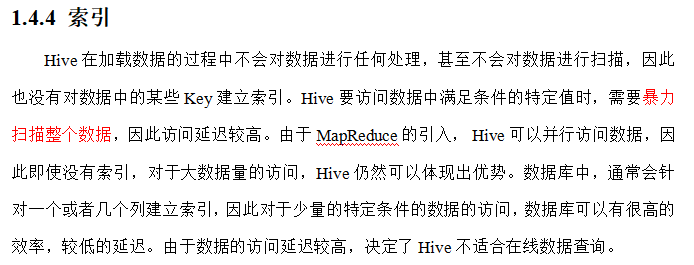 1.4.4 索引
Hive 在加载数据的过程中不会对数据进行任何处理，甚至不会对数据进行扫描，因此
也没有对数据中的某些 Key 建立索引。Hive 要访问数据中满足条件的特定值时，需要暴力
扫描整个数据，因此访问延迟较高。由于 MapReduce 的引入， Hive 可以并行访问数据，因
此即使没有索引，对于大数据量的访问，Hive 仍然可以体现出优势。数据库中，通常会针
对一个或者几个列建立索引，因此对于少量的特定条件的数据的访问，数据库可以有很高的
效率，较低的延迟。由于数据的访问延迟较高，决定了 Hive 不适合在线数据查询。